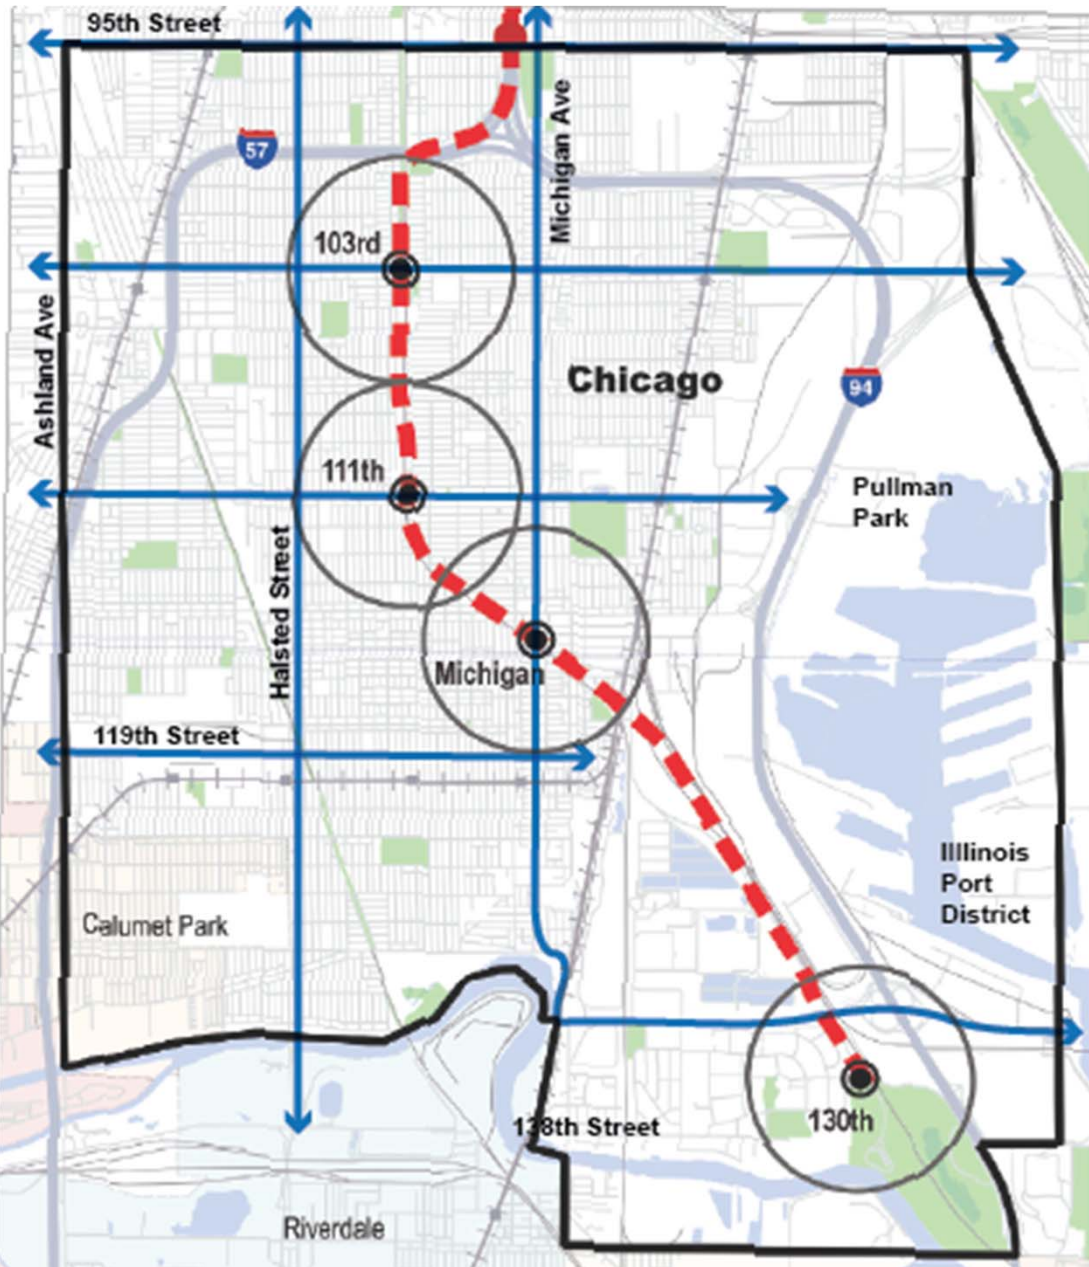 95th Street
Michigan Ave
57
103rd
Ashland Ave
Chicago
94
111th
Pullman
Park
Halsted Street
Michigan
119th Street
Illlinois
Port
District
Calumet Park
138th Street
130th
Riverdale